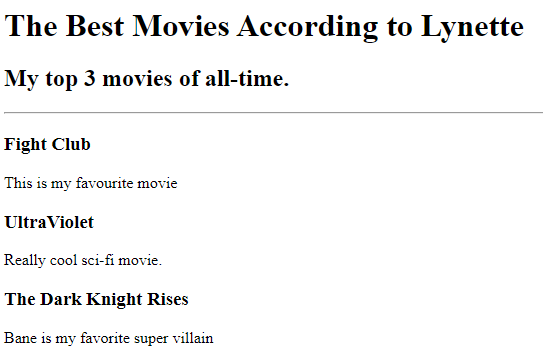 The Best Movies According to Lynette
My top 3 movies of all-time.
Fight Club
This is my favourite movie
UltraViolet
Really cool sci-fi movie.
The Dark Knight Rises
Bane is my favorite super villain